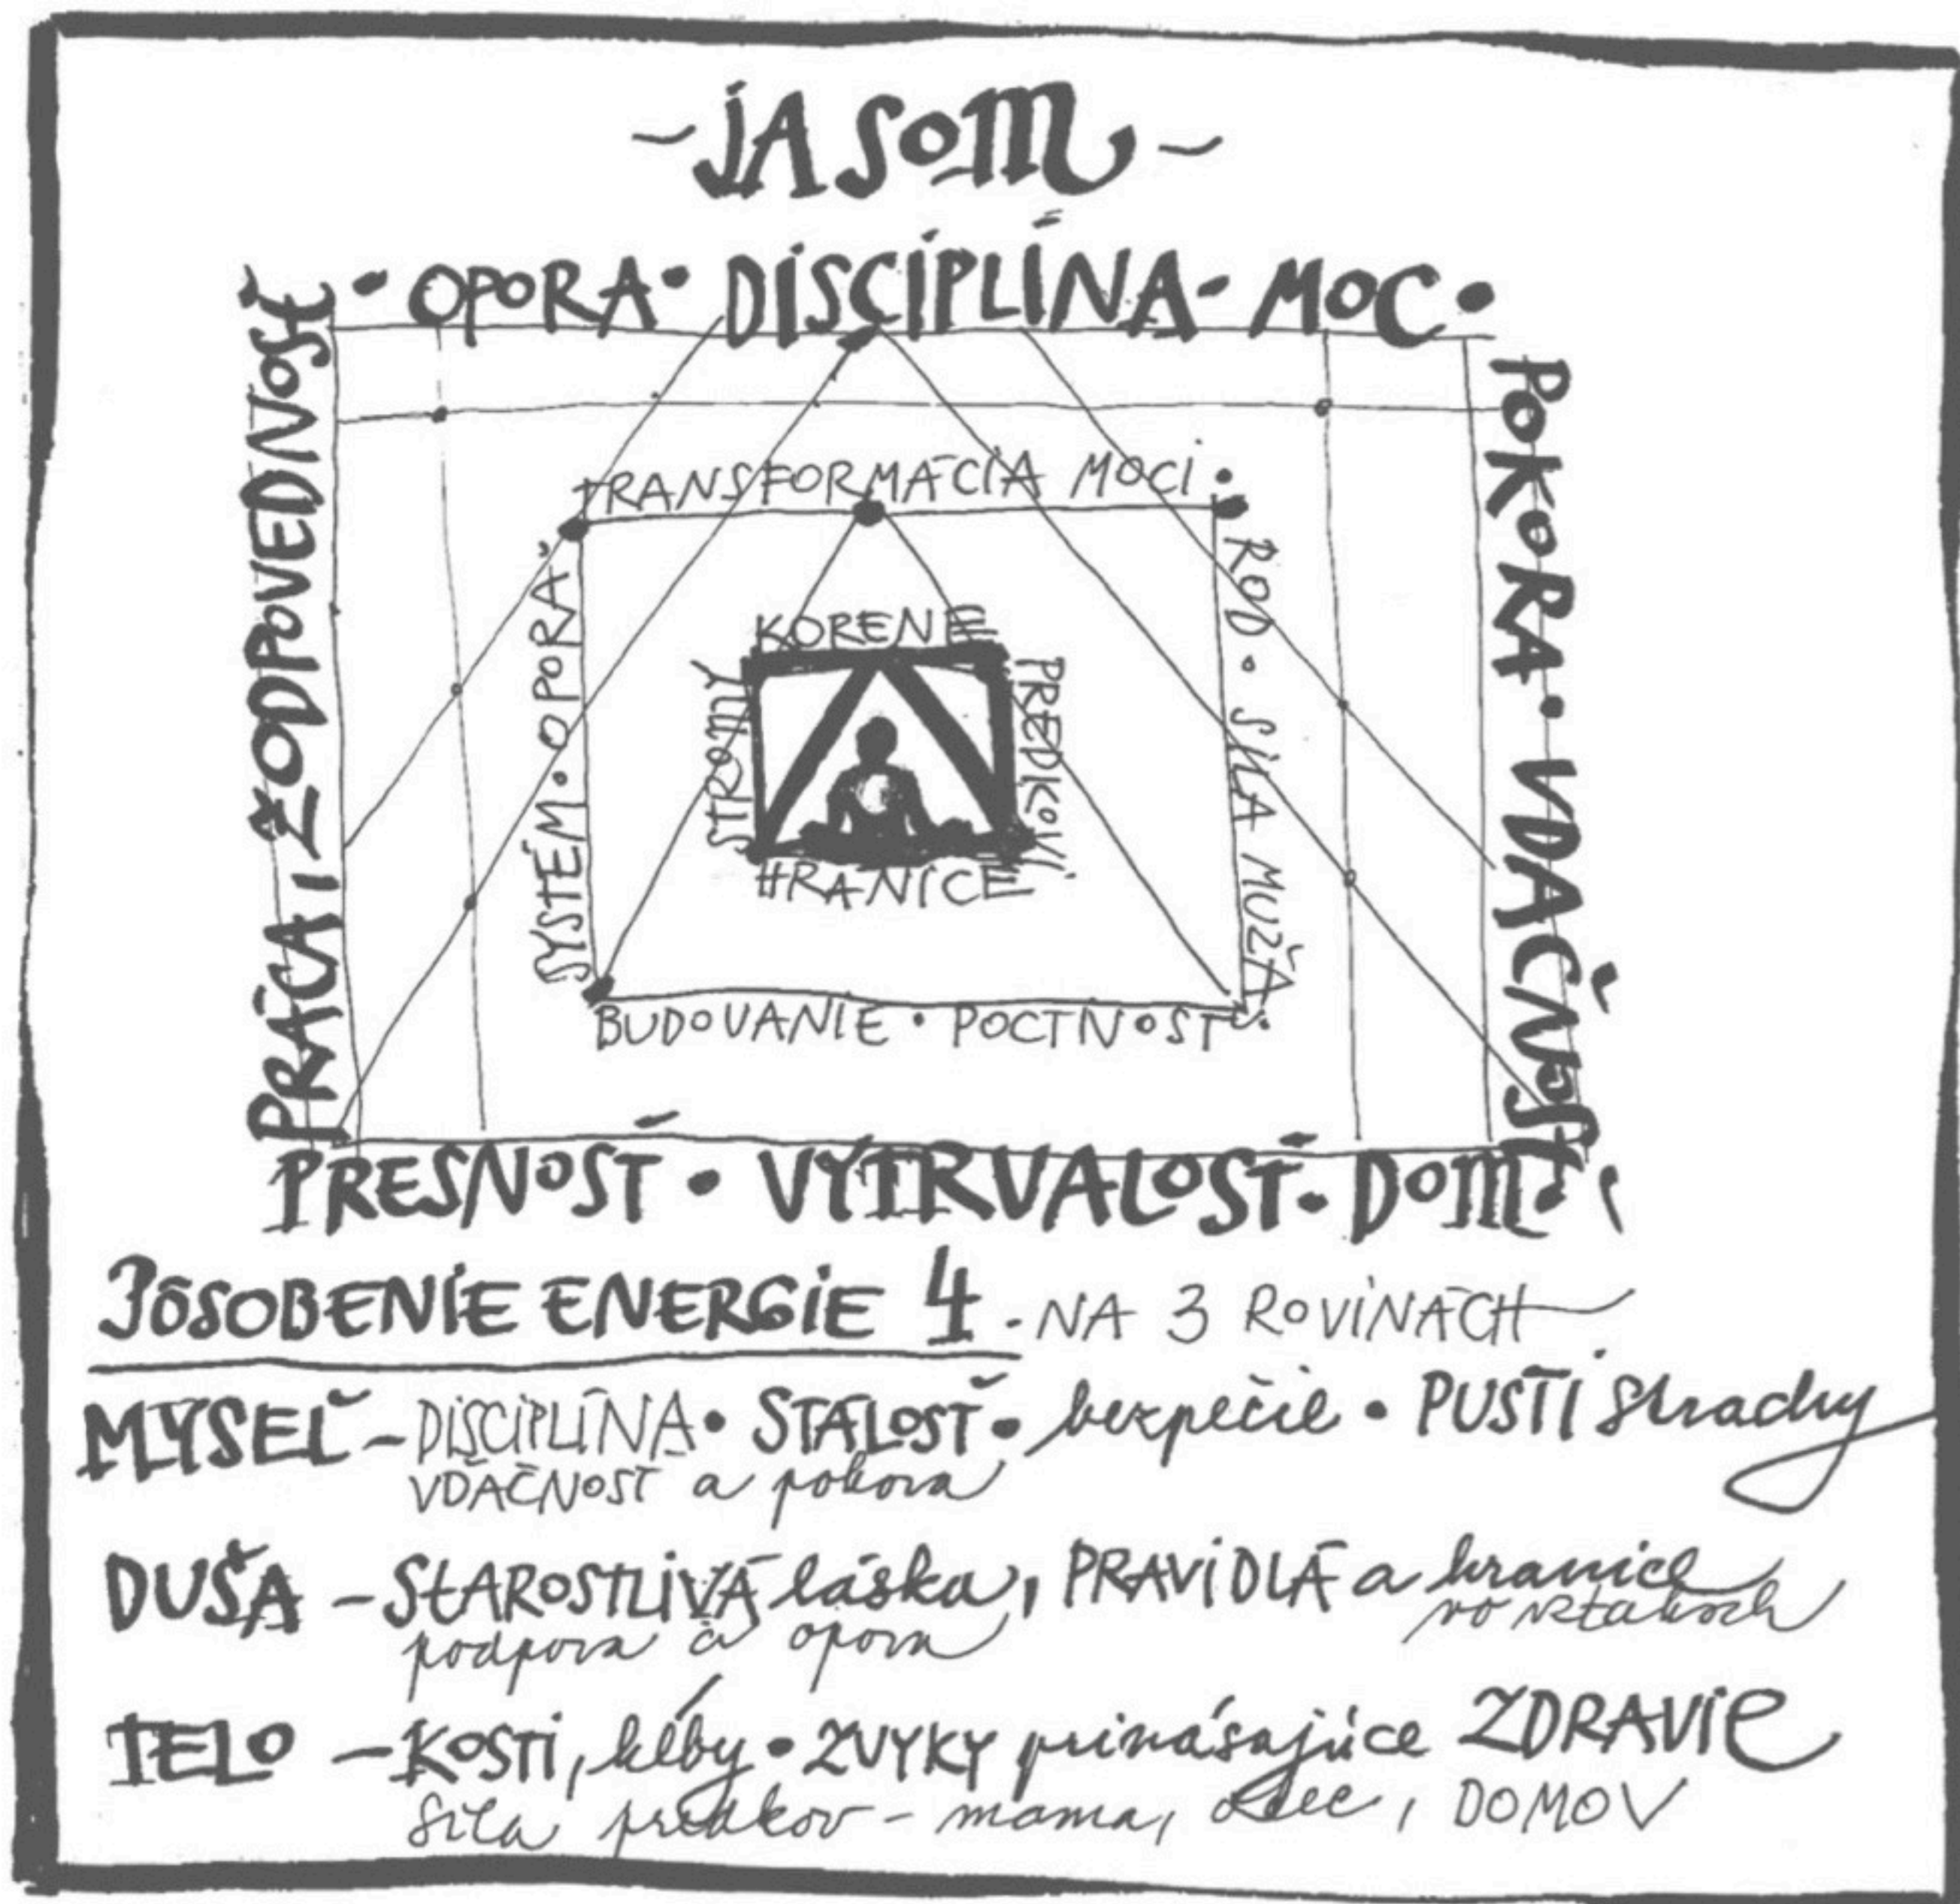 ~ JA SOM ~
• OPORA • DISCIPLÍNA • MOC •
PRÁCA, ZODPOVEDNOSŤ
POKORA • VDAČNOSŤ •
TRANSFORMÁCIA MOCI •
SYSTÉM • OPORA
ROD • SILA MUŽA •
KORENE
STROMY
PREDKOVIA
HRANICE
BUDOVANIE • POCTIVOSŤ •
PRESNOSŤ • VÝTRVALOSŤ • DOM •
PÔSOBENIE ENERGIE 4 - NA 3 ROVINÁCH
MYSEĽ - DISCIPLÍNA • STÁLOSŤ • bezpečie • PUSTI strachy
VĎAČNOSŤ a pokora
DUŠA - STAROSTLIVÁ láska, PRAVIDLÁ a hranice
podpora a opora vo vzťahoch
TELO - KOSTI, kĺby • ZVYKY prinášajúce ZDRAVIE
Sila predkov - mama, otec, DOMOV